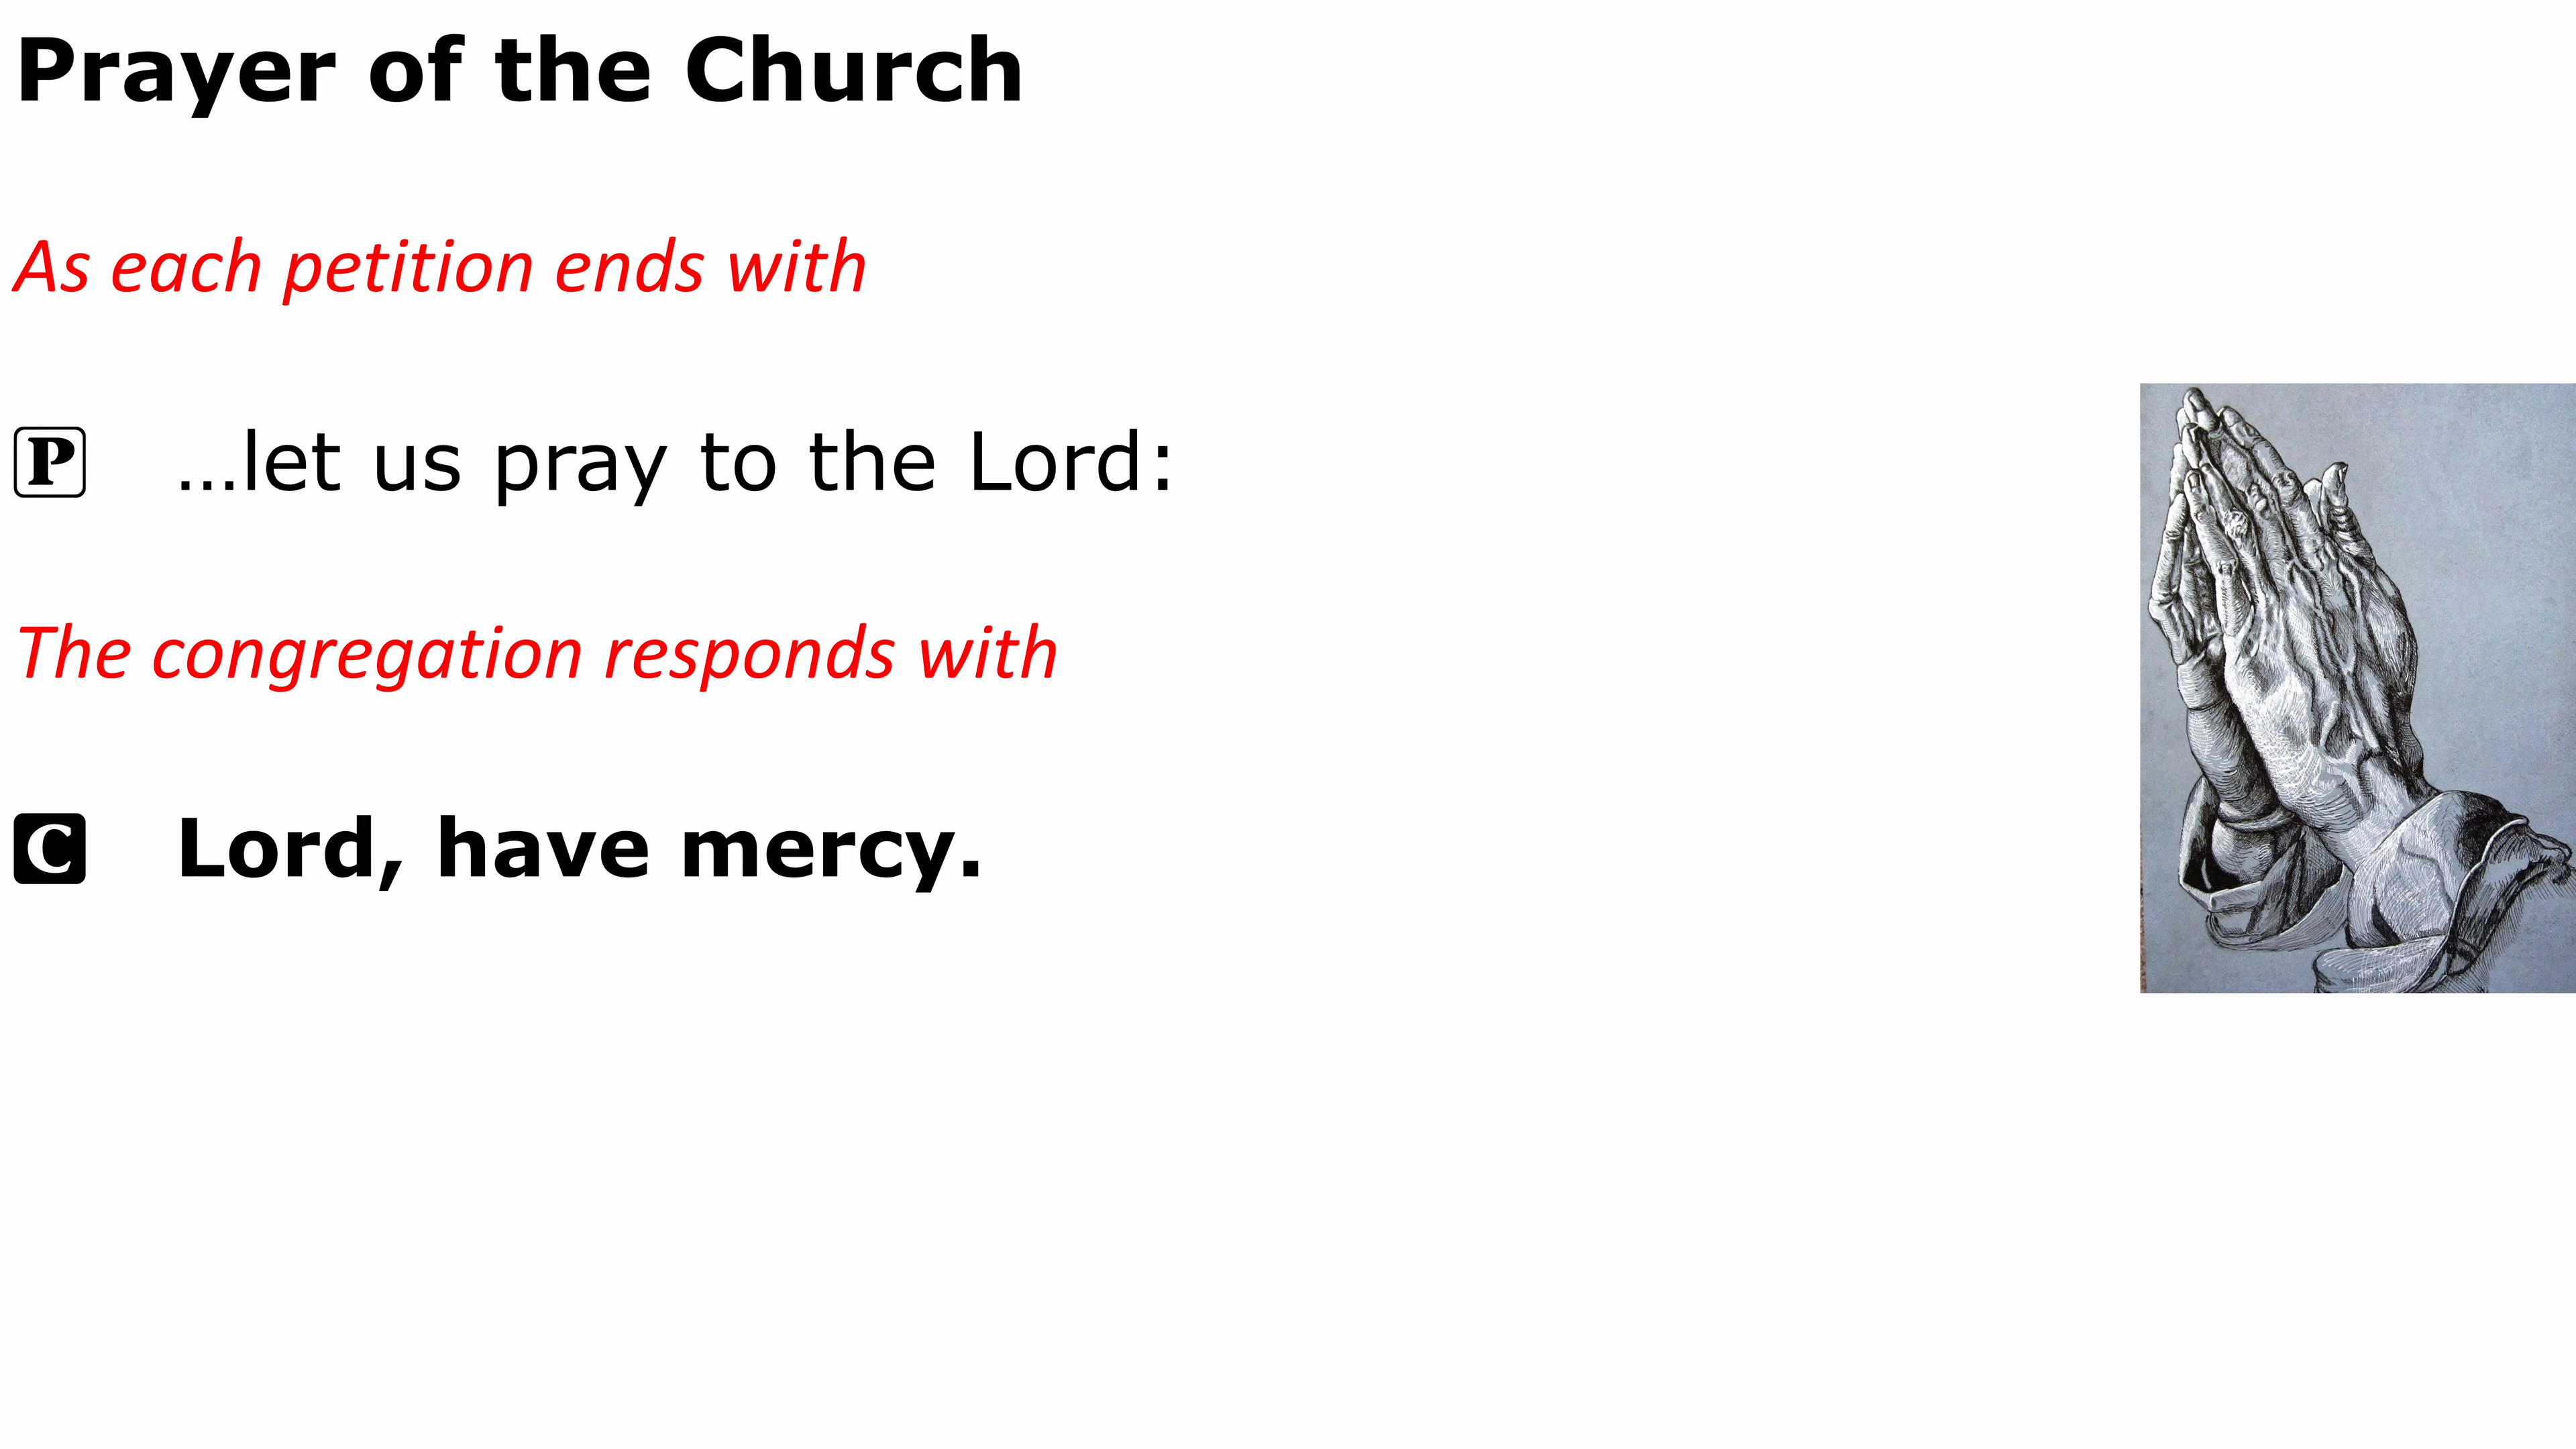 Prayer of the Church
As each petition ends with
P …let us pray to the Lord:
The congregation responds with
C Lord, have mercy.